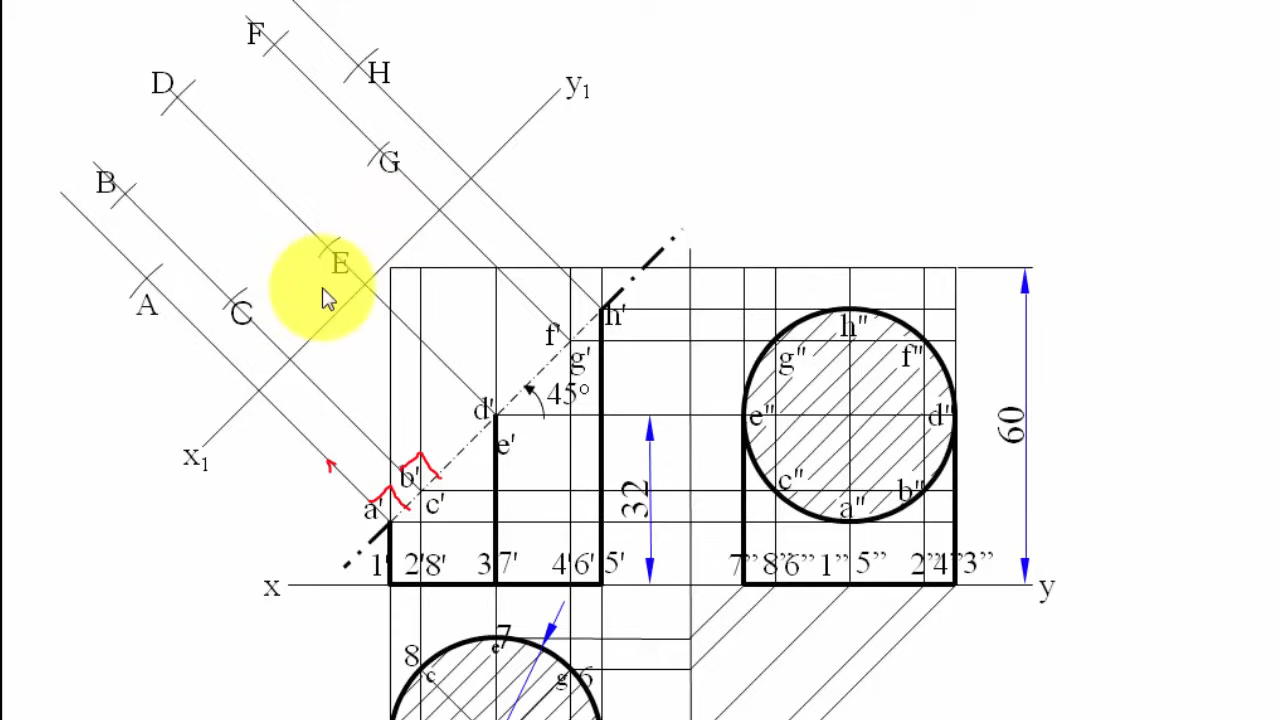 F
H
D
y₁
G
B
E
A
C
h'
h"
f'
g'
g"
f"
45°
d'
e"
d"
60
e'
x₁
b'
c"
b"
32
a'
c'
a"
1' 2'8' 3'7' 4'6' 5' 7”8”6” 1” 5” 2”4”3”
x y
7
8
c
g 6